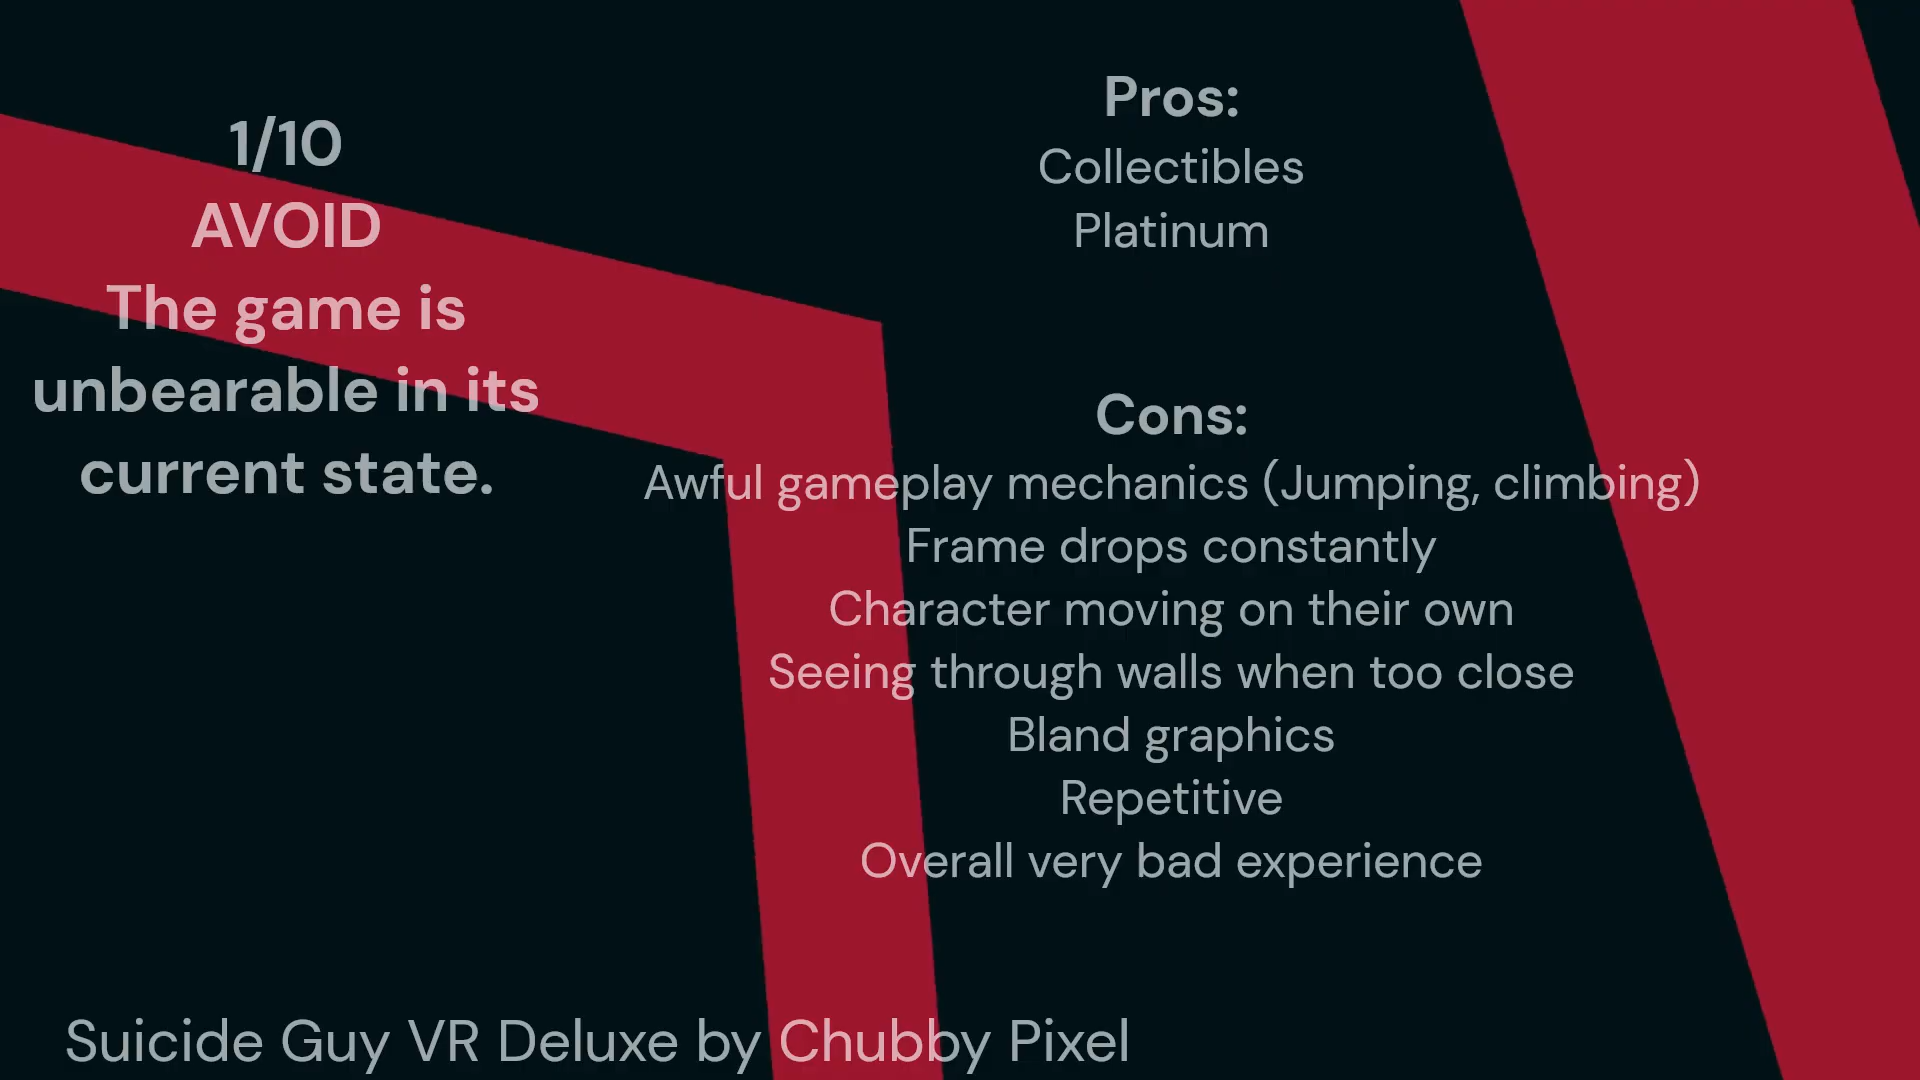 1/10
AVOID
The game is
unbearable in its
current state.
Pros:
Collectibles
Platinum
Cons:
Awful gameplay mechanics (Jumping, climbing)
Frame drops constantly
Character moving on their own
Seeing through walls when too close
Bland graphics
Repetitive
Overall very bad experience
Suicide Guy VR Deluxe by Chubby Pixel